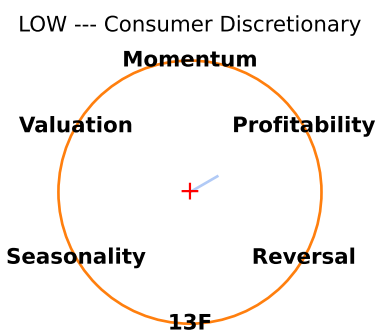 LOW --- Consumer Discretionary
Momentum
Valuation
Profitability
Seasonality
Reversal
13F